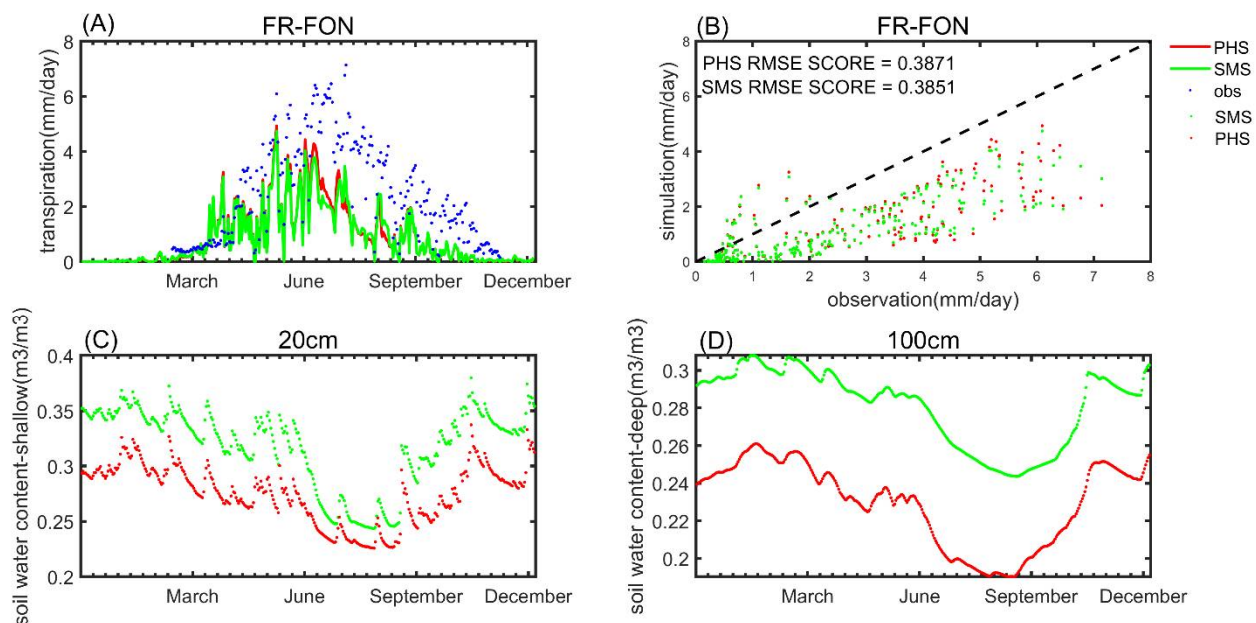 (A) FR-FON
transpiration(mm/day)
8
6
4
2
0
March June September December
(B) FR-FON
PHS RMSE SCORE = 0.3871
SMS RMSE SCORE = 0.3851
simulation(mm/day)
8
6
4
2
0
0 1 2 3 4 5 6 7 8
observation(mm/day)
PHS
SMS
obs
SMS
PHS
(C) 20cm
soil water content-shallow(m3/m3)
0.4
0.35
0.3
0.25
0.2
March June September December
(D) 100cm
soil water content-deep(m3/m3)
0.3
0.28
0.26
0.24
0.22
0.2
March June September December